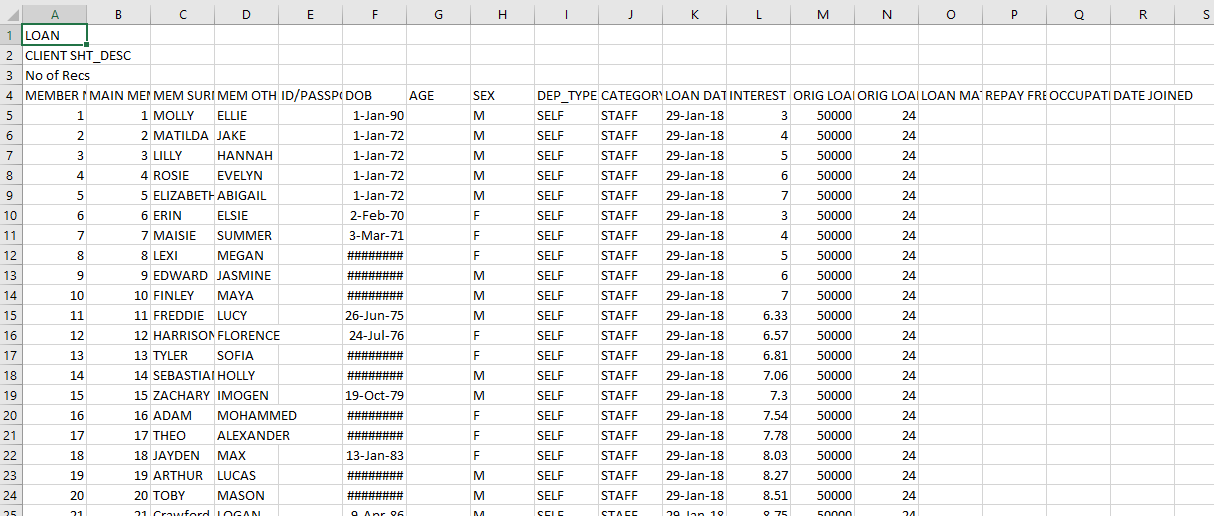 A B C D E F G H I J K L M N O P Q R S
1 LOAN
2 CLIENT SHT_DESC
3 No of Recs
4 MEMBER N MAIN MEM MEM SURN MEM OTH ID/PASSPO DOB AGE SEX DEP_TYPE CATEGORY LOAN DAT INTEREST ORIG LOA ORIG LOA LOAN MAT REPAY FRE OCCUPATI DATE JOINED
5 1 1 MOLLY ELLIE 1-Jan-90 M SELF STAFF 29-Jan-18 3 50000 24
6 2 2 MATILDA JAKE 1-Jan-72 M SELF STAFF 29-Jan-18 4 50000 24
7 3 3 LILLY HANNAH 1-Jan-72 M SELF STAFF 29-Jan-18 5 50000 24
8 4 4 ROSIE EVELYN 1-Jan-72 M SELF STAFF 29-Jan-18 6 50000 24
9 5 5 ELIZABETH ABIGAIL 1-Jan-72 M SELF STAFF 29-Jan-18 7 50000 24
10 6 6 ERIN ELSIE 2-Feb-70 F SELF STAFF 29-Jan-18 3 50000 24
11 7 7 MAISIE SUMMER 3-Mar-71 F SELF STAFF 29-Jan-18 4 50000 24
12 8 8 LEXI MEGAN ######## F SELF STAFF 29-Jan-18 5 50000 24
13 9 9 EDWARD JASMINE ######## M SELF STAFF 29-Jan-18 6 50000 24
14 10 10 FINLEY MAYA ######## M SELF STAFF 29-Jan-18 7 50000 24
15 11 11 FREDDIE LUCY 26-Jun-75 M SELF STAFF 29-Jan-18 6.33 50000 24
16 12 12 HARRISON FLORENCE 24-Jul-76 F SELF STAFF 29-Jan-18 6.57 50000 24
17 13 13 TYLER SOFIA ######## F SELF STAFF 29-Jan-18 6.81 50000 24
18 14 14 SEBASTIAN HOLLY ######## M SELF STAFF 29-Jan-18 7.06 50000 24
19 15 15 ZACHARY IMOGEN 19-Oct-79 M SELF STAFF 29-Jan-18 7.3 50000 24
20 16 16 ADAM MOHAMMED ######## F SELF STAFF 29-Jan-18 7.54 50000 24
21 17 17 THEO ALEXANDER ######## F SELF STAFF 29-Jan-18 7.78 50000 24
22 18 18 JAYDEN MAX 13-Jan-83 F SELF STAFF 29-Jan-18 8.03 50000 24
23 19 19 ARTHUR LUCAS ######## M SELF STAFF 29-Jan-18 8.27 50000 24
24 20 20 TOBY MASON ######## M SELF STAFF 29-Jan-18 8.51 50000 24
25 21 21 Crawford LOGAN 9-Apr-86 M SELF STAFF 29-Jan-18 8.75 50000 24